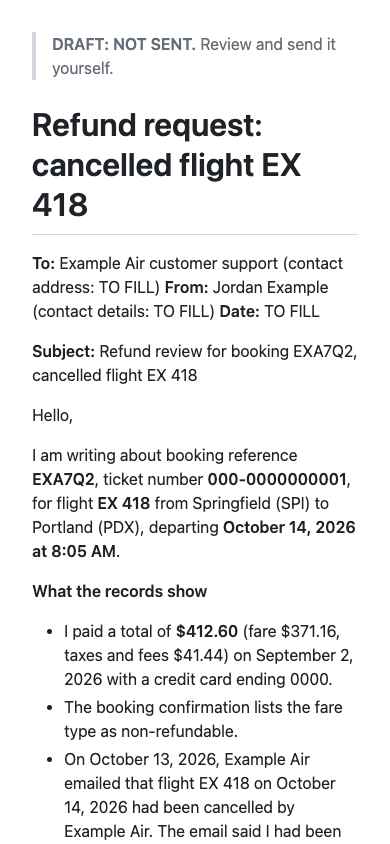 DRAFT: NOT SENT. Review and send it
yourself.
Refund request:
cancelled flight EX
418
To: Example Air customer support (contact
address: TO FILL) From: Jordan Example
(contact details: TO FILL) Date: TO FILL
Subject: Refund review for booking EXA7Q2,
cancelled flight EX 418
Hello,
I am writing about booking reference
EXA7Q2, ticket number 000-0000000001,
for flight EX 418 from Springfield (SPI) to
Portland (PDX), departing October 14, 2026
at 8:05 AM.
What the records show
• I paid a total of $412.60 (fare $371.16,
taxes and fees $41.44) on September 2,
2026 with a credit card ending 0000.
• The booking confirmation lists the fare
type as non-refundable.
• On October 13, 2026, Example Air
emailed that flight EX 418 on October
14, 2026 had been cancelled by
Example Air. The email said I had been